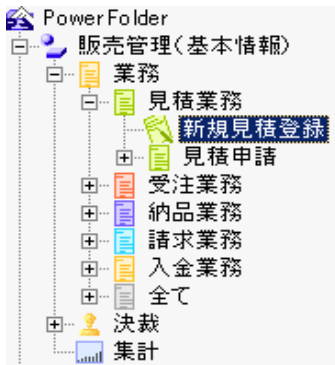 PowerFolder
販売管理(基本情報)
業務
見積業務
新規見積登録
見積申請
受注業務
納品業務
請求業務
入金業務
全て
決裁
集計